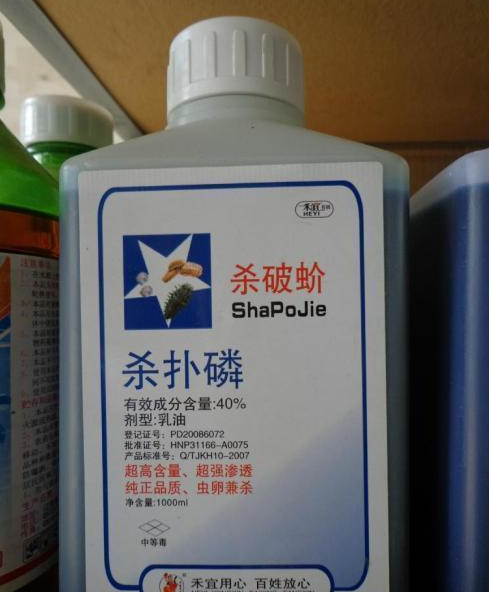 禾宜
HEYI
杀破蚧
ShaPoJie
杀扑磷
有效成分含量:40%
剂型:乳油
登记证号：PD20086072
批准证号：HNP31166-A0075
产品标准号：Q/TJKH10-2007
超高含量、超强渗透
纯正品质、虫卵兼杀
净含量:1000ml
中等毒
禾宜用心 百姓放心